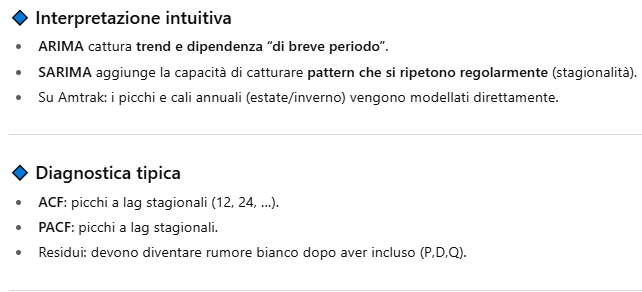 Interpretazione intuitiva
ARIMA cattura trend e dipendenza “di breve periodo”.
SARIMA aggiunge la capacità di catturare pattern che si ripetono regolarmente (stagionalità).
Su Amtrak: i picchi e cali annuali (estate/inverno) vengono modellati direttamente.
Diagnostica tipica
ACF: picchi a lag stagionali (12, 24, …).
PACF: picchi a lag stagionali.
Residui: devono diventare rumore bianco dopo aver incluso (P,D,Q).